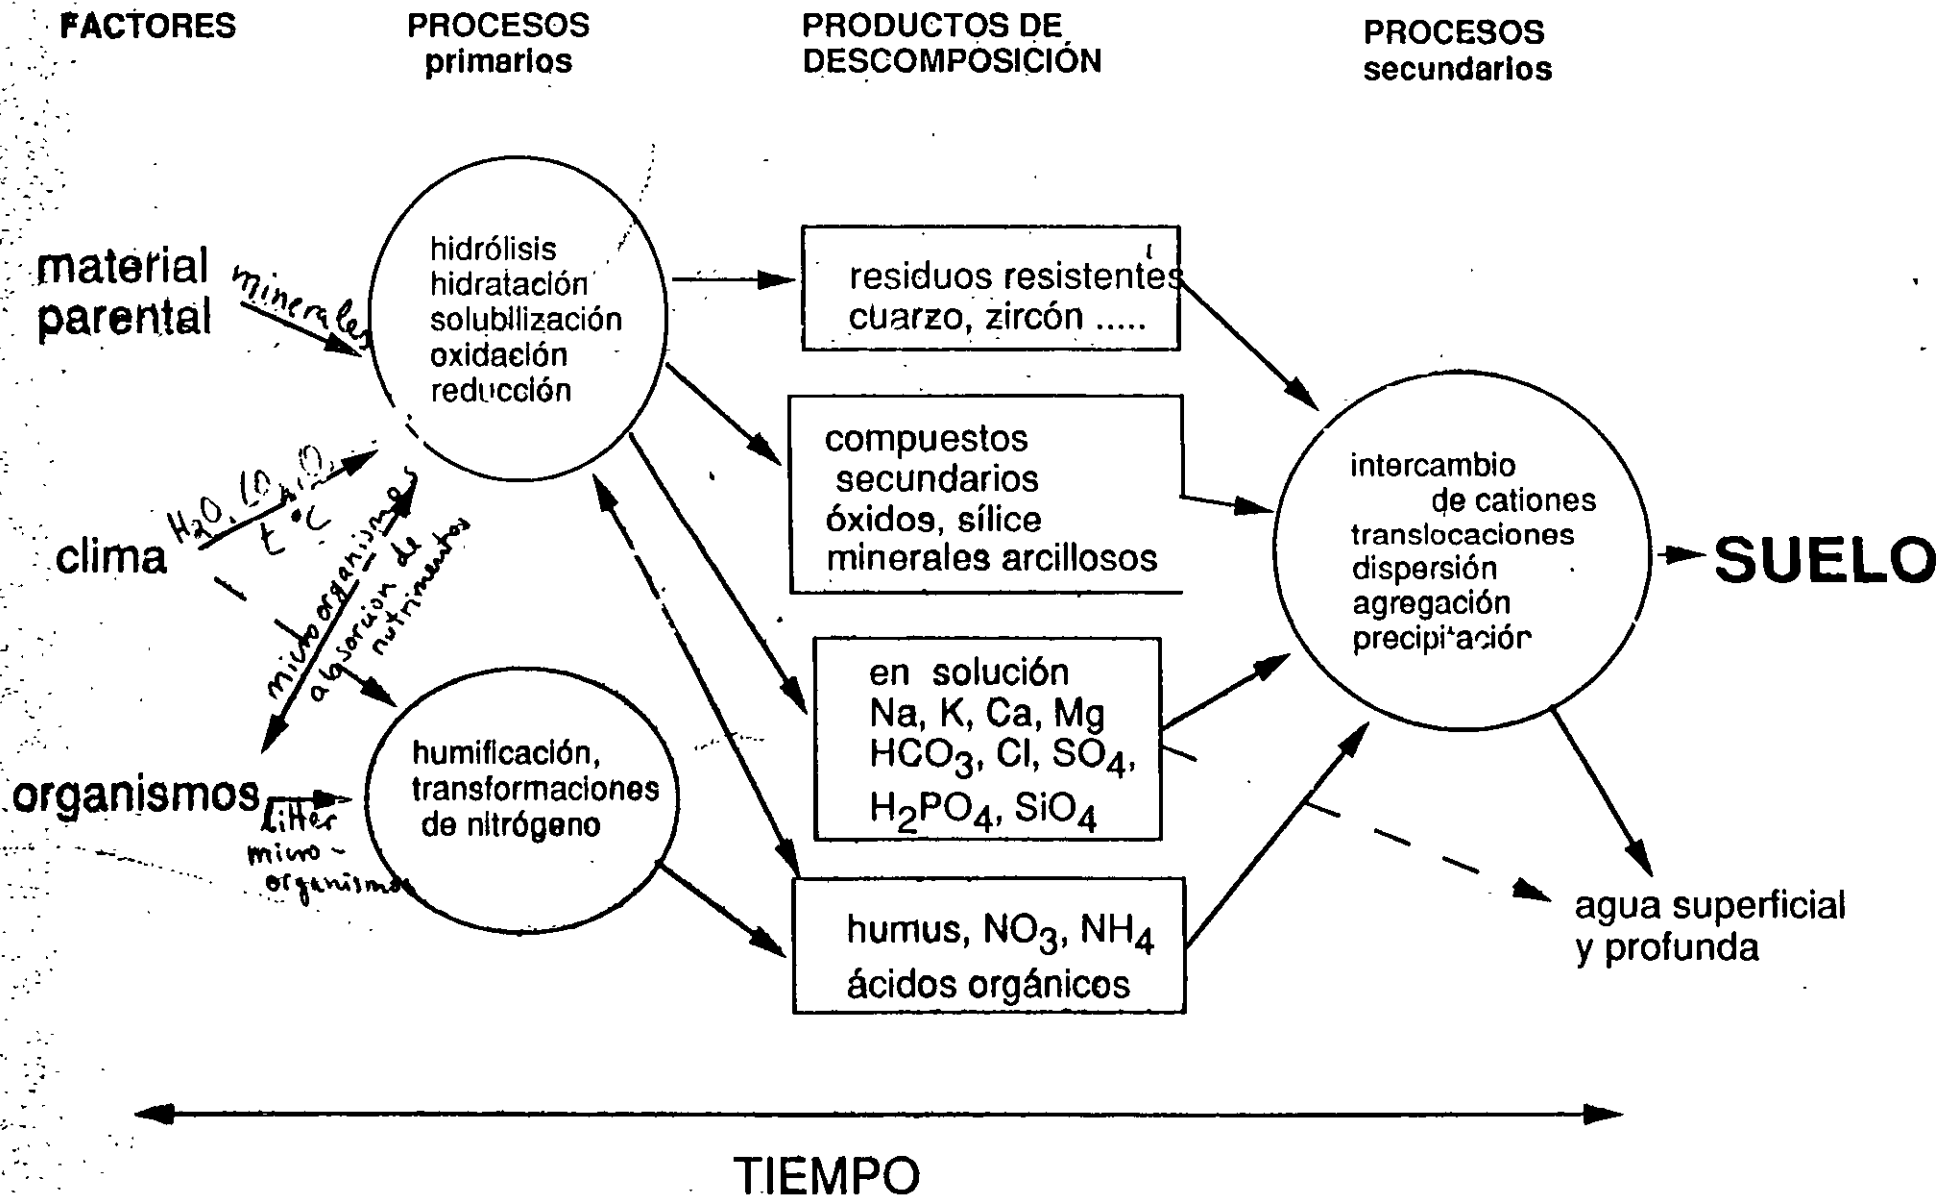 FACTORES
PROCESOS
primarios
PRODUCTOS DE
DESCOMPOSICIÓN
PROCESOS
secundarios
material
parental
minerales
hidrólisis
hidratación
solubilización
oxidación
reducción
residuos resistentes
cuarzo, zircón .....
clima
H₂O, CO₂, O₂
t °C
microorganismos
absorción de
nutrimentos
compuestos
secundarios
óxidos, sílice
minerales arcillosos
intercambio
de cationes
translocaciones
dispersión
agregación
precipitación
SUELO
organismos
Litter
micro-
organismos
humificación,
transformaciones
de nitrógeno
en solución
Na, K, Ca, Mg
HCO₃, Cl, SO₄,
H₂PO₄, SiO₄
humus, NO₃, NH₄
ácidos orgánicos
agua superficial
y profunda
TIEMPO